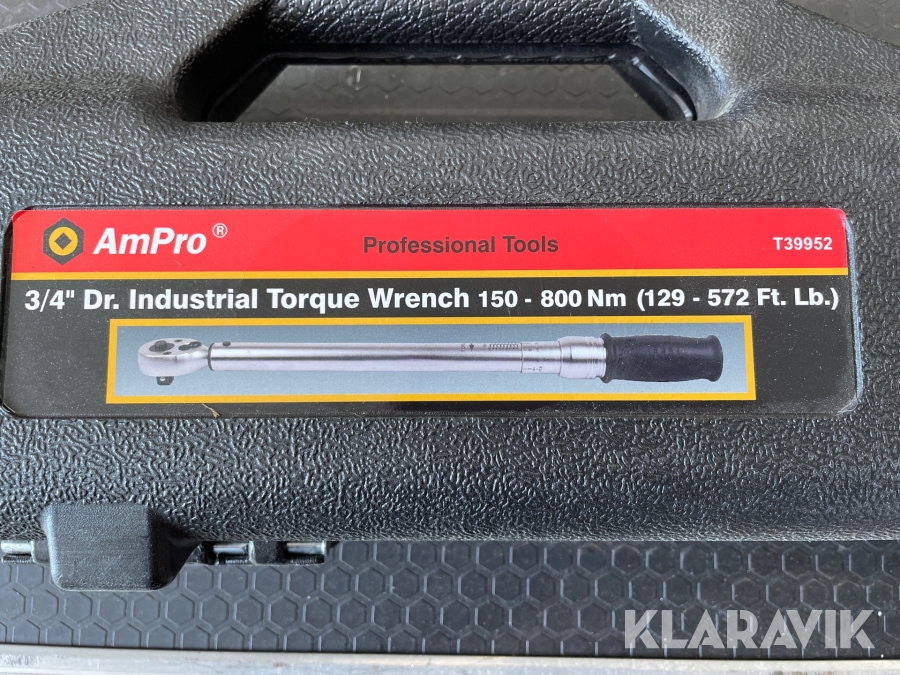 AmPro®
Professional Tools
T39952
3/4" Dr. Industrial Torque Wrench 150 - 800 Nm (129 - 572 Ft. Lb.)
KLARAVIK